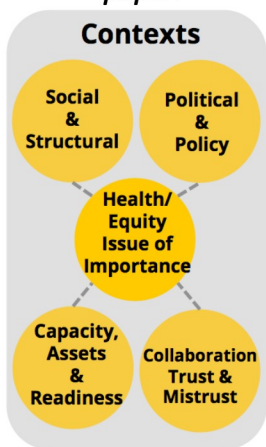 Contexts
Social
&
Structural
Political
&
Policy
Health/
Equity
Issue of
Importance
Capacity,
Assets
&
Readiness
Collaboration
Trust &
Mistrust